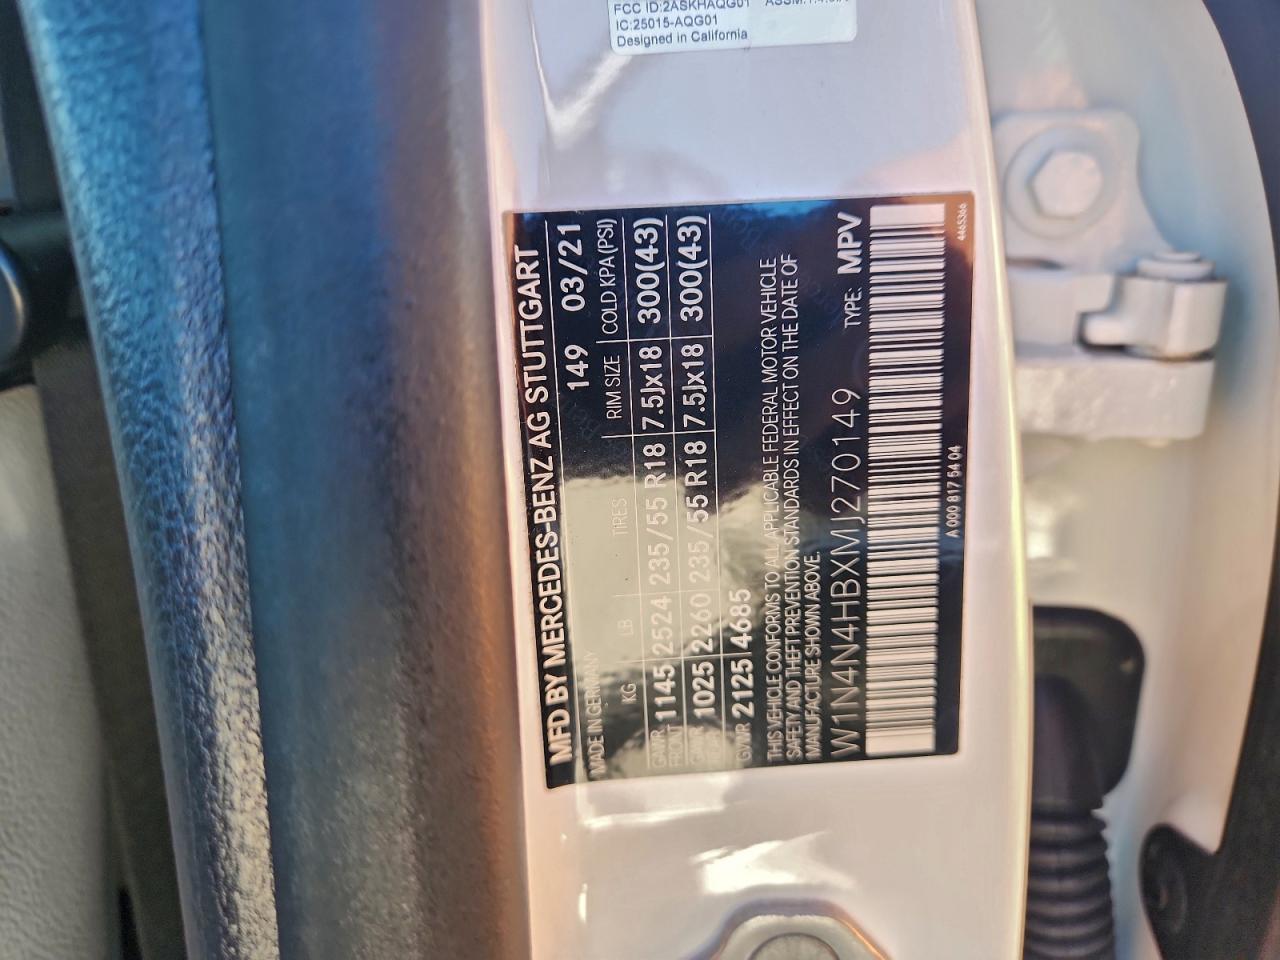 FCC ID:2ASKHAQG01
IC:25015-AQG01
Designed in California
MFD BY MERCEDES-BENZ AG STUTTGART
MADE IN GERMANY 149 03/21
KG LB TIRES RIM SIZE COLD KPA(PSI)
GAWR FRONT 1145 2524 235/55 R18 7.5Jx18 300(43)
GAWR REAR 1025 2260 235/55 R18 7.5Jx18 300(43)
GVWR 2125 4685
THIS VEHICLE CONFORMS TO ALL APPLICABLE FEDERAL MOTOR VEHICLE
SAFETY AND THEFT PREVENTION STANDARDS IN EFFECT ON THE DATE OF
MANUFACTURE SHOWN ABOVE.
W1N4N4HBXMJ270149 TYPE: MPV
A 000 817 54 04
4465366